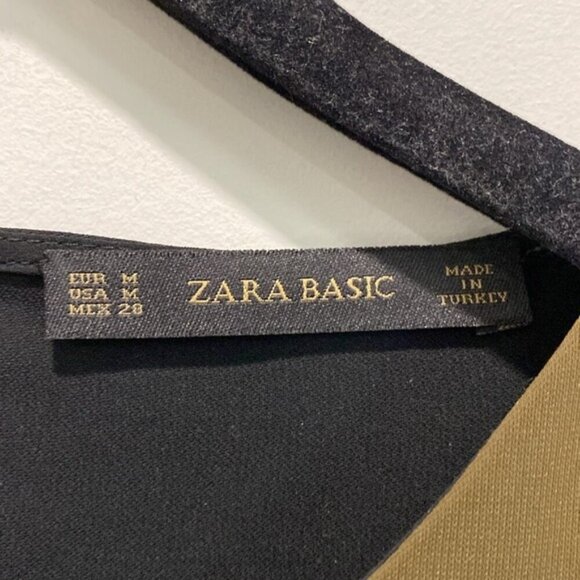 EUR M
USA M
MEX 28
ZARA BASIC
MADE
IN
TURKEY